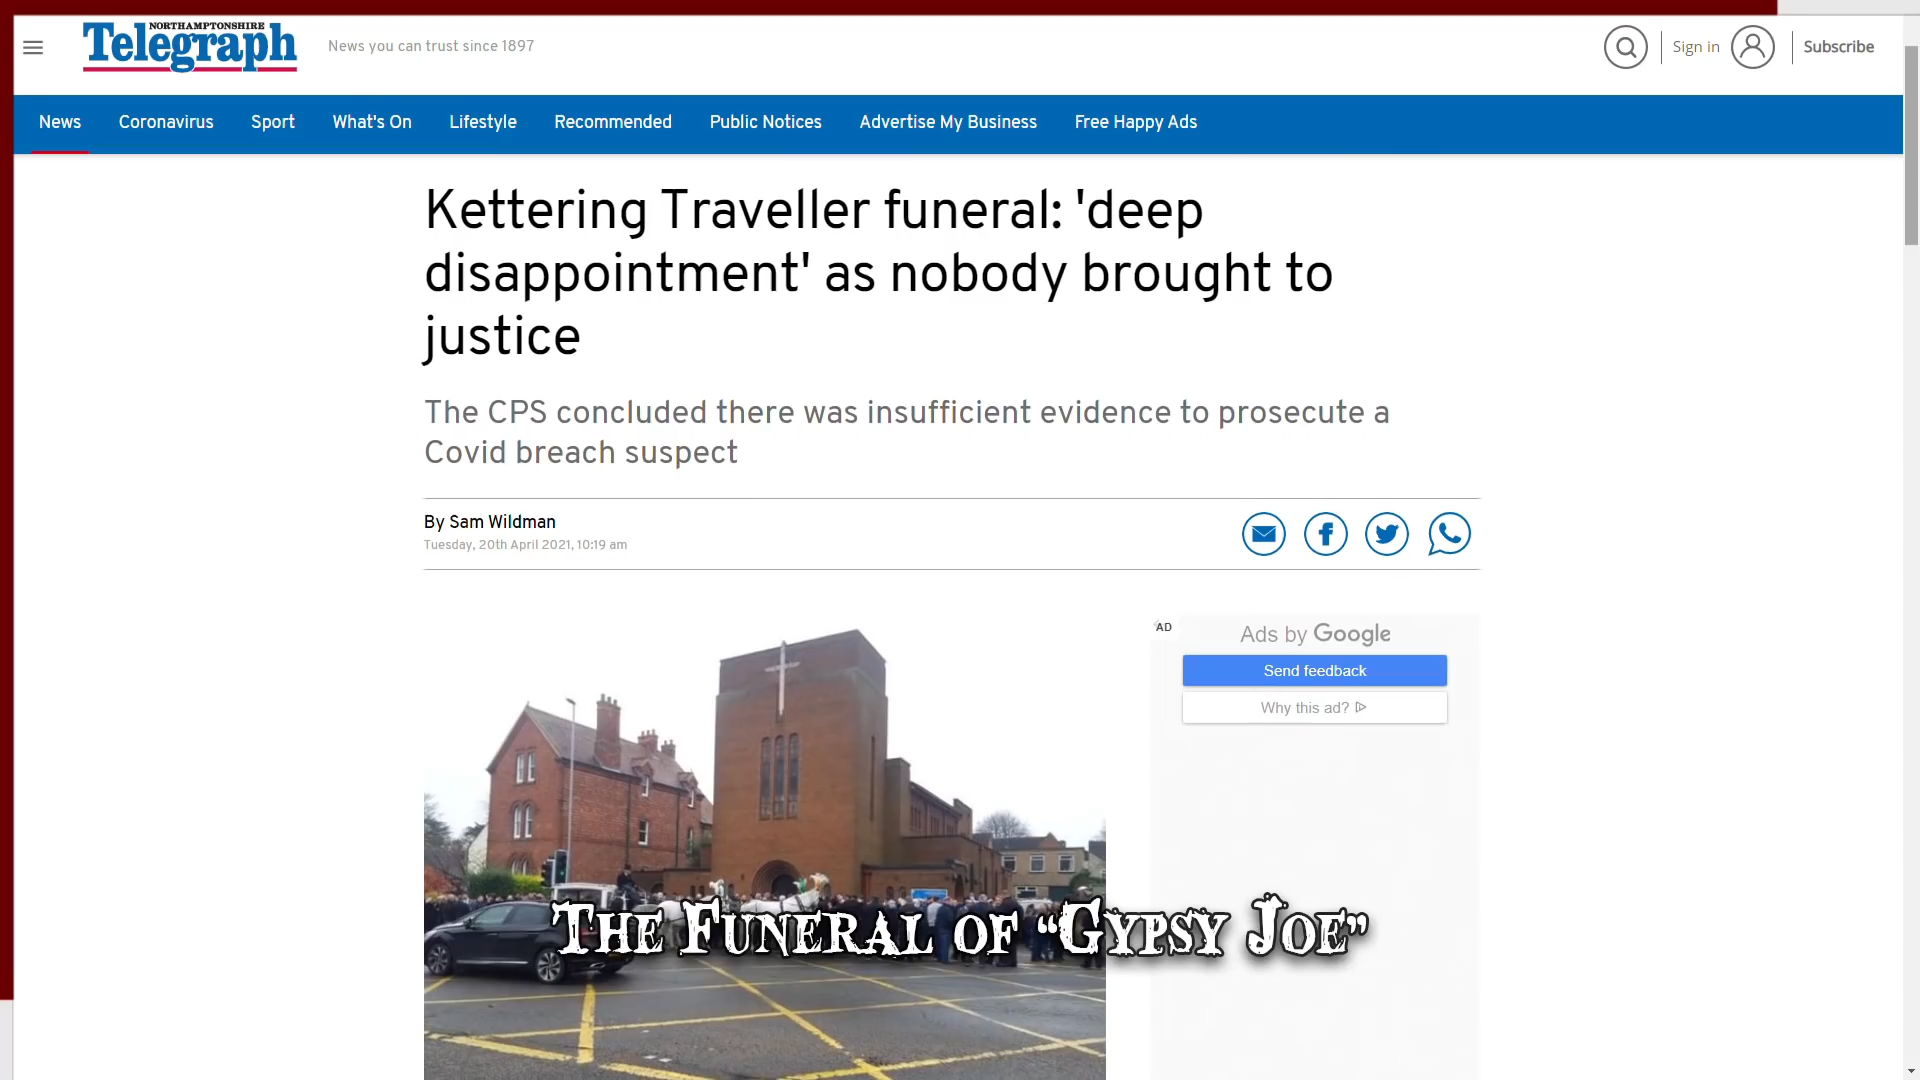 NORTHAMPTONSHIRE
Telegraph
News you can trust since 1897
Sign in
Subscribe
News Coronavirus Sport What's On Lifestyle Recommended Public Notices Advertise My Business Free Happy Ads
Kettering Traveller funeral: 'deep
disappointment' as nobody brought to
justice
The CPS concluded there was insufficient evidence to prosecute a
Covid breach suspect
By Sam Wildman
Tuesday, 20th April 2021, 10:19 am
AD
Ads by Google
Send feedback
Why this ad?
The Funeral of “Gypsy Joe”